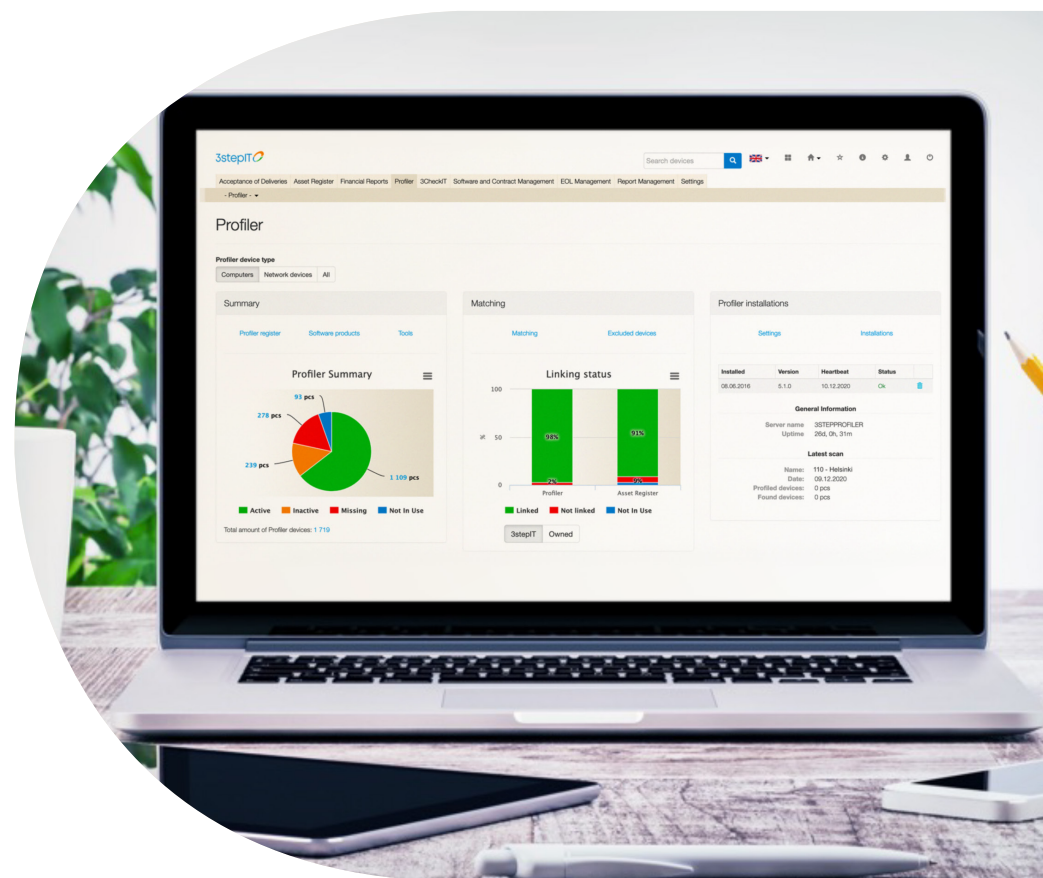 3stepIT
Search devices
Acceptance of Deliveries Asset Register Financial Reports Profiler 3CheckIT Software and Contract Management EOL Management Report Management Settings
- Profiler -
Profiler
Profiler device type
Computers Network devices All
Summary
Profiler register Software products Tools
Profiler Summary
93 pcs
278 pcs
239 pcs
1 109 pcs
Active Inactive Missing Not In Use
Total amount of Profiler devices: 1 719
Matching
Matching Excluded devices
Linking status
100
98%
91%
%
50
2%
9%
0
Profiler Asset Register
Linked Not linked Not In Use
3stepIT Owned
Profiler installations
Settings Installations
Installed Version Heartbeat Status
06.06.2016 5.1.0 10.12.2020 Ok
General Information
Server name 3STEPPROFILER
Uptime 26d, 0h, 31m
Latest scan
Name: 110 - Helsinki
Date: 09.12.2020
Profiled devices: 0 pcs
Found devices: 0 pcs